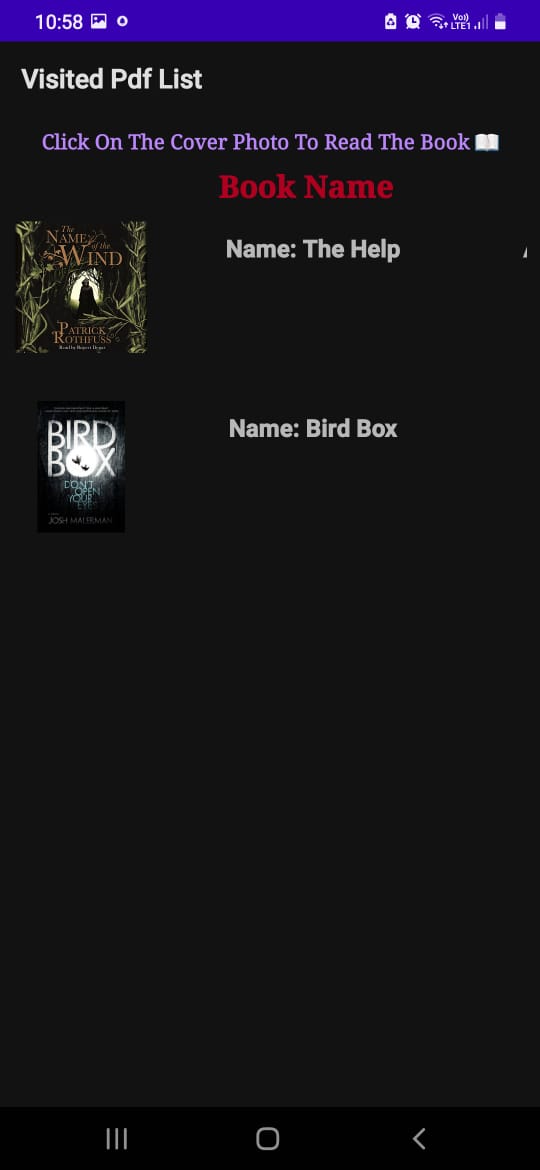 10:58
Vo))
LTE1
Visited Pdf List
Click On The Cover Photo To Read The Book
Book Name
The
NAME of the
WIND
PATRICK
ROTHFUSS
Read by Rupert Degas
Name: The Help
BIRD
BOX
DON'T
OPEN
YOUR
EYES
JOSH MALERMAN
Name: Bird Box